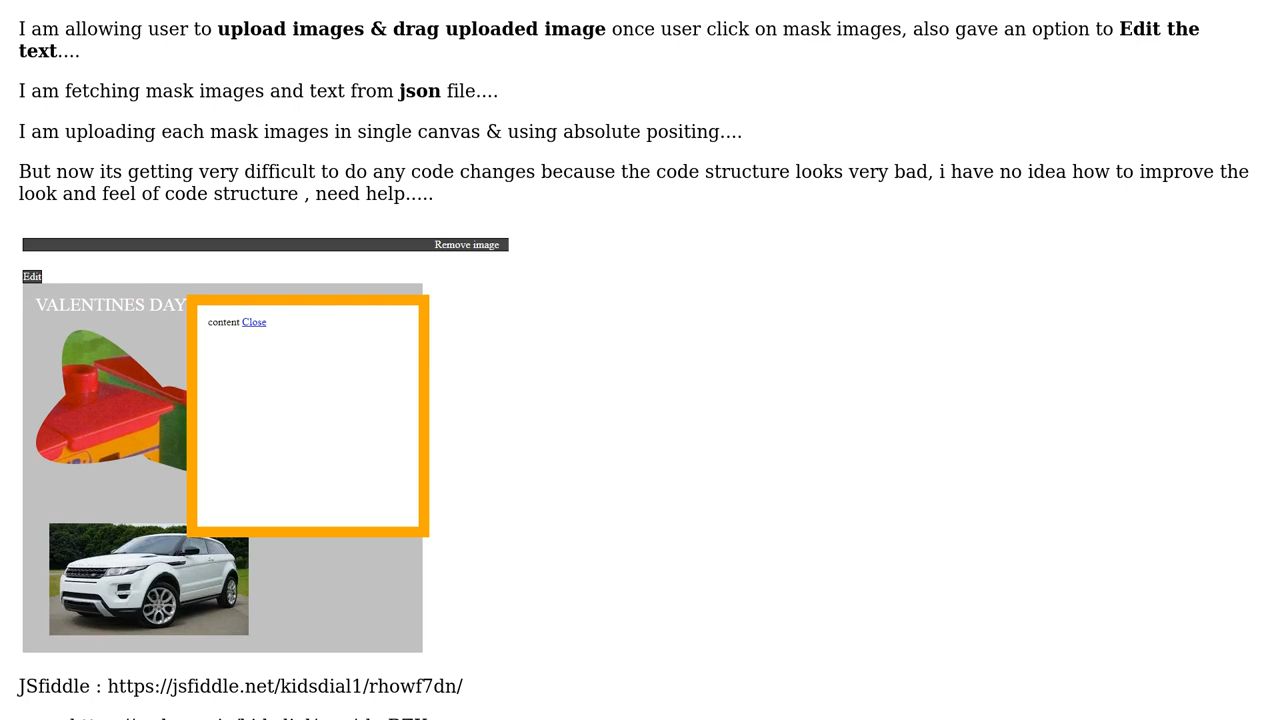 I am allowing user to upload images & drag uploaded image once user click on mask images, also gave an option to Edit the
text....
I am fetching mask images and text from json file....
I am uploading each mask images in single canvas & using absolute positing....
But now its getting very difficult to do any code changes because the code structure looks very bad, i have no idea how to improve the
look and feel of code structure , need help.....
Remove image
Edit
VALENTINES DAY
content Close
JSfiddle : https://jsfiddle.net/kidsdial1/rhowf7dn/